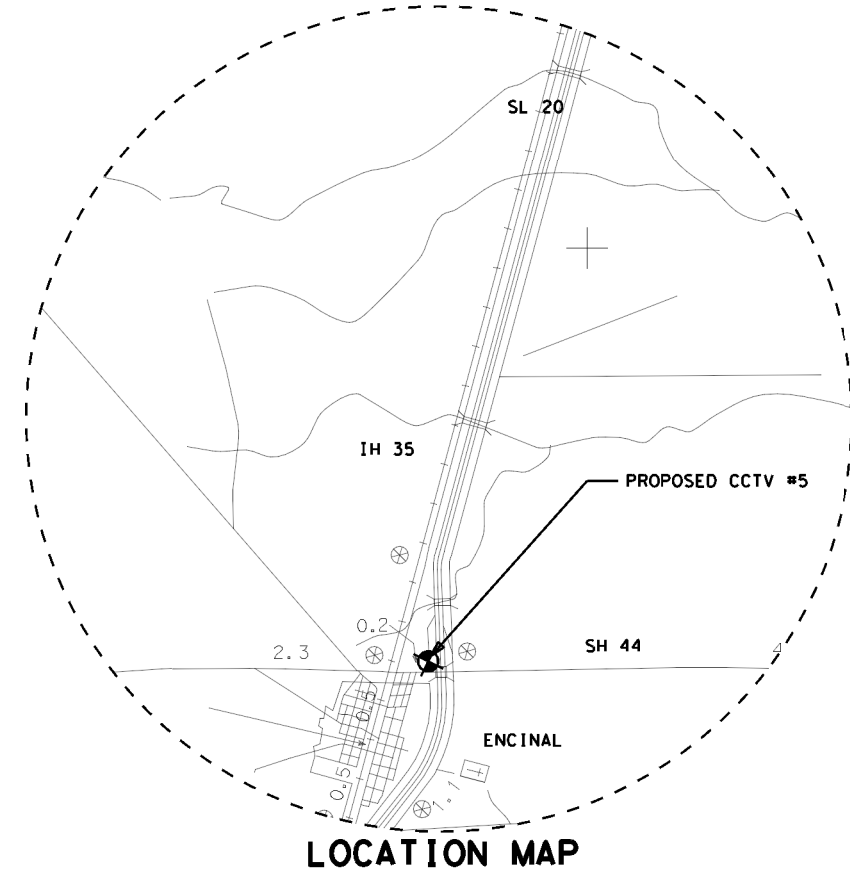 SL 20
IH 35
PROPOSED CCTV #5
0.2
2.3
SH 44
0.5
ENCINAL
0.5
1.1
LOCATION MAP